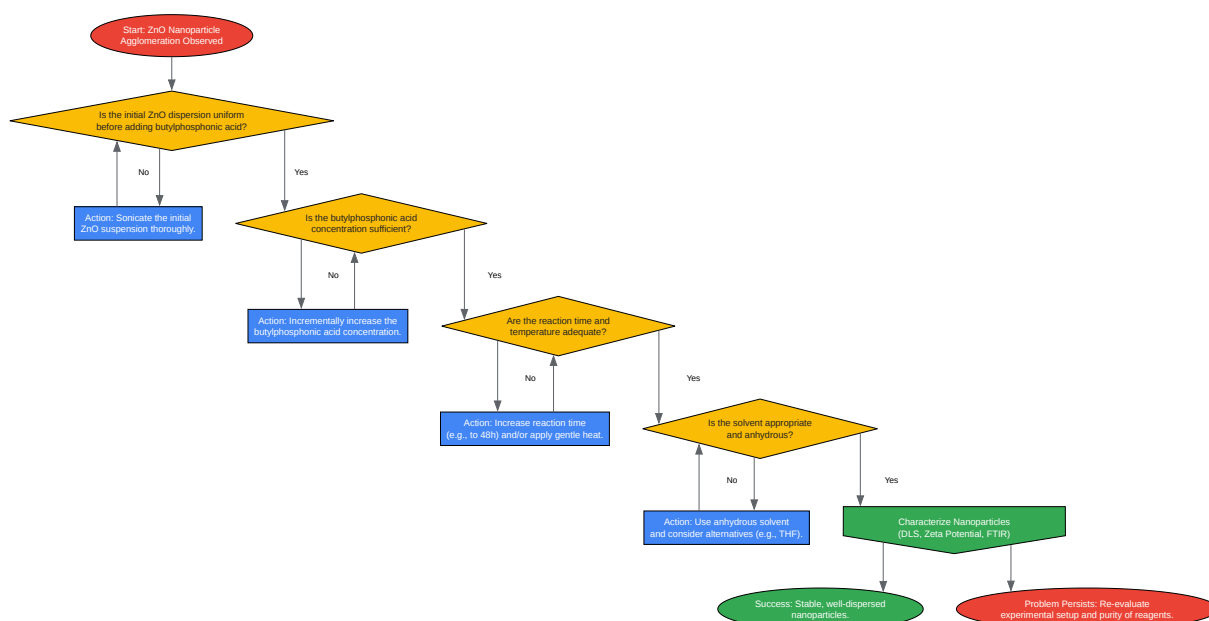 Start: ZnO Nanoparticle
Agglomeration Observed
Is the initial ZnO dispersion uniform
before adding butylphosphonic acid?
No
Yes
Action: Sonicate the initial
ZnO suspension thoroughly.
Is the butylphosphonic acid
concentration sufficient?
No
Yes
Action: Incrementally increase the
butylphosphonic acid concentration.
Are the reaction time and
temperature adequate?
No
Yes
Action: Increase reaction time
(e.g., to 48h) and/or apply gentle heat.
Is the solvent appropriate
and anhydrous?
No
Yes
Action: Use anhydrous solvent
and consider alternatives (e.g., THF).
Characterize Nanoparticles
(DLS, Zeta Potential, FTIR)
Success: Stable, well-dispersed
nanoparticles.
Problem Persists: Re-evaluate
experimental setup and purity of reagents.